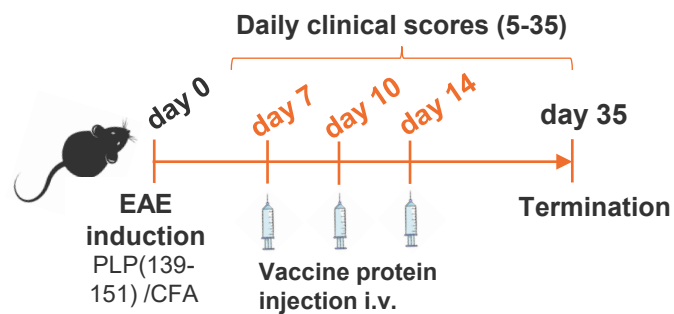 Daily clinical scores (5-35)
day 0
day 7
day 10
day 14
day 35
EAE
induction
PLP(139-
151) /CFA
Vaccine protein
injection i.v.
Termination